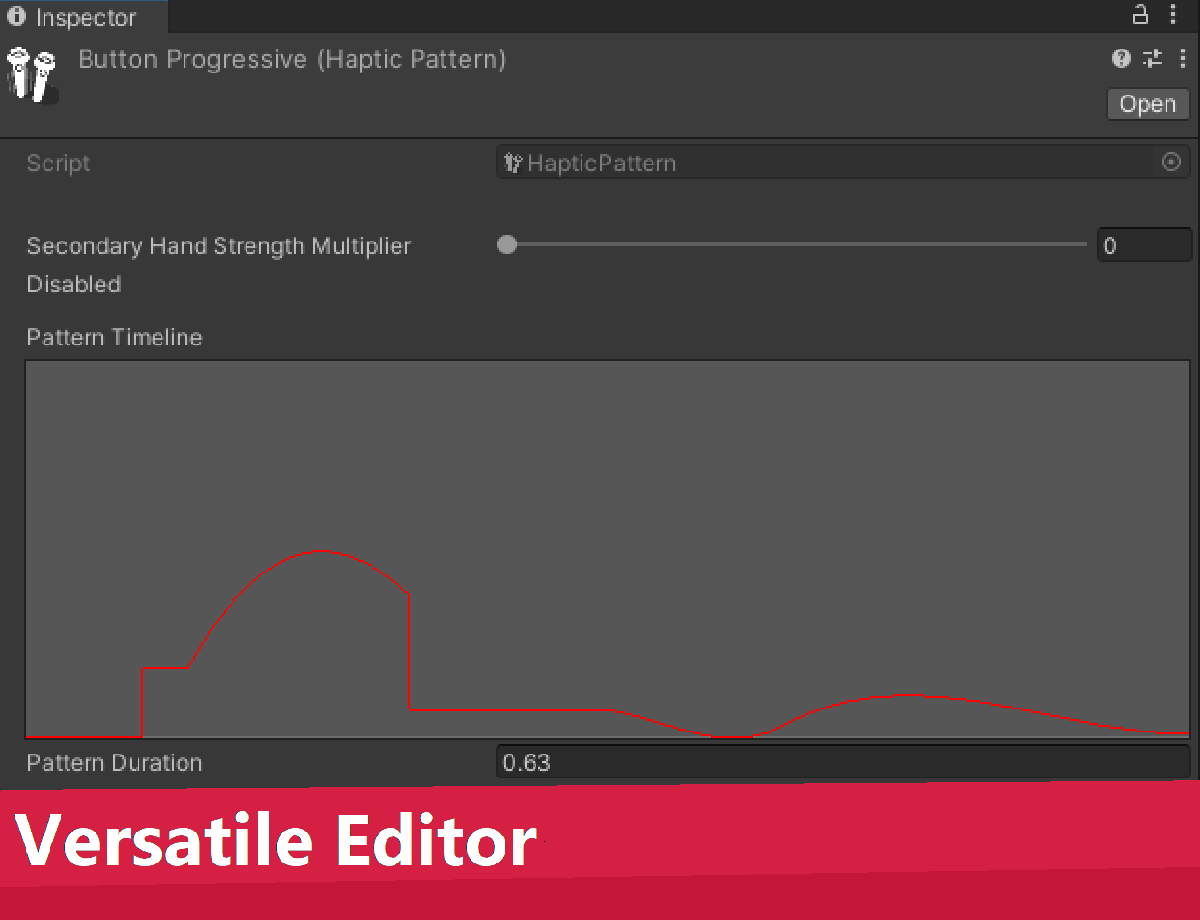 Inspector
Button Progressive (Haptic Pattern)
Open
Script HapticPattern
Secondary Hand Strength Multiplier 0
Disabled
Pattern Timeline
Pattern Duration 0.63
Versatile Editor